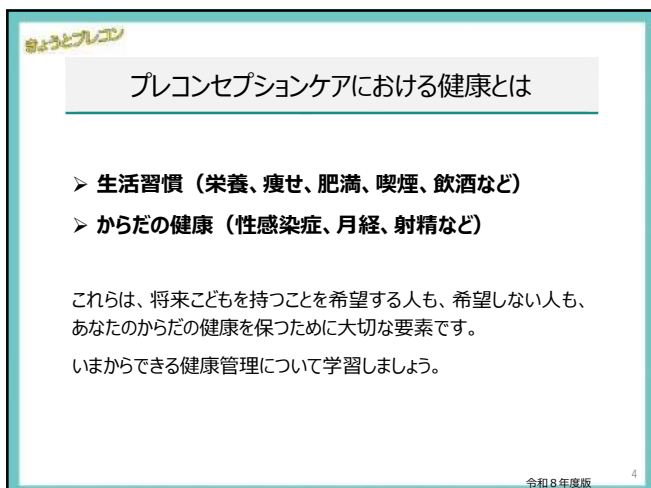 きょうとプレコン
プレコンセプションケアにおける健康とは
➢ 生活習慣（栄養、痩せ、肥満、喫煙、飲酒など）
➢ からだの健康（性感染症、月経、射精など）
これらは、将来こどもを持つことを希望する人も、希望しない人も、
あなたのからだの健康を保つために大切な要素です。
いまからできる健康管理について学習しましょう。
令和８年度版
4